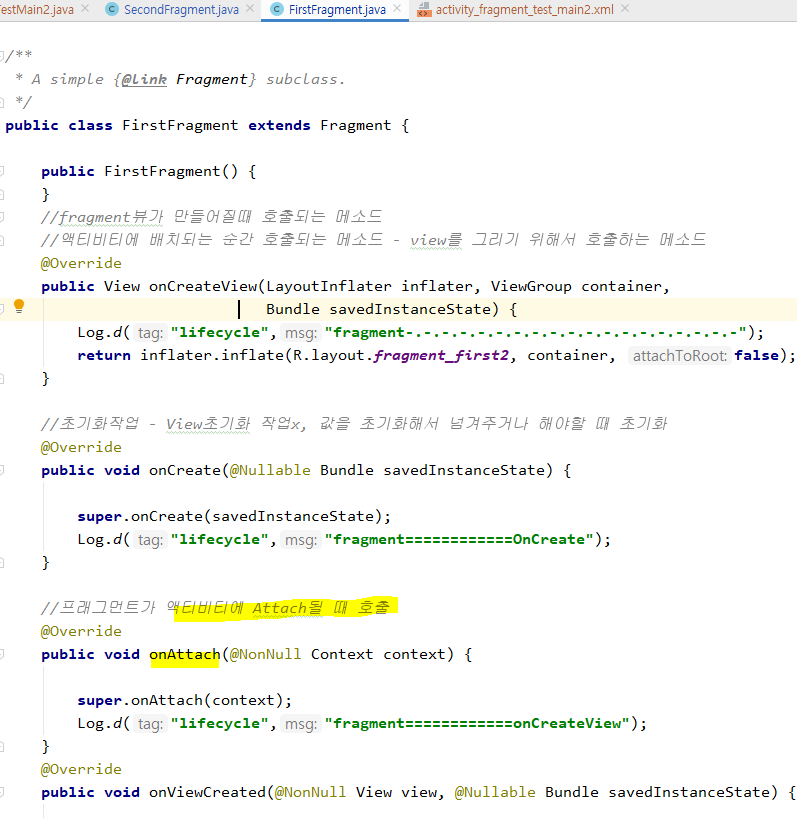 TestMain2.java × SecondFragment.java × FirstFragment.java × activity_fragment_test_main2.xml ×
/**
* A simple {@link Fragment} subclass.
*/
public class FirstFragment extends Fragment {
public FirstFragment() {
}
//fragment뷰가 만들어질때 호출되는 메소드
//액티비티에 배치되는 순간 호출되는 메소드 - view를 그리기 위해서 호출하는 메소드
@Override
public View onCreateView(LayoutInflater inflater, ViewGroup container,
Bundle savedInstanceState) {
Log.d( tag: "lifecycle", msg: "fragment-.-.-.-.-.-.-.-.-.-.-.-.-.-.-.-.-");
return inflater.inflate(R.layout.fragment_first2, container, attachToRoot: false);
}
//초기화작업 - View초기화 작업x, 값을 초기화해서 넘겨주거나 해야할 때 초기화
@Override
public void onCreate(@Nullable Bundle savedInstanceState) {
super.onCreate(savedInstanceState);
Log.d( tag: "lifecycle", msg: "fragment============OnCreate");
}
//프래그먼트가 액티비티에 Attach될 때 호출
@Override
public void onAttach(@NonNull Context context) {
super.onAttach(context);
Log.d( tag: "lifecycle", msg: "fragment============onCreateView");
}
@Override
public void onViewCreated(@NonNull View view, @Nullable Bundle savedInstanceState) {